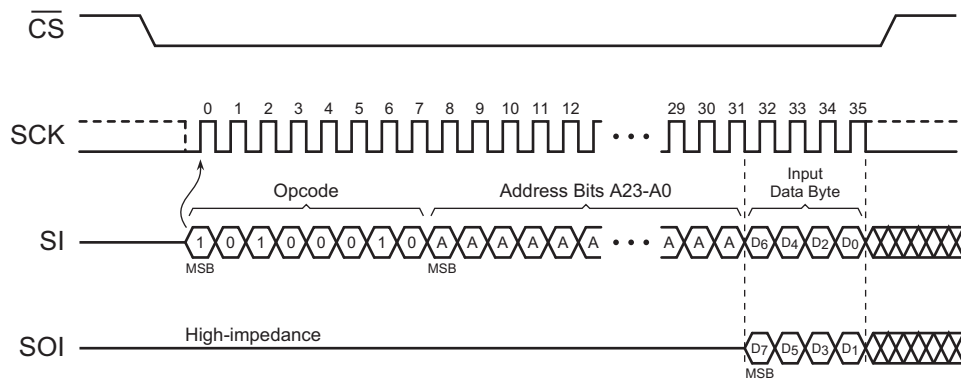 CS
0 1 2 3 4 5 6 7 8 9 10 11 12 29 30 31 32 33 34 35
SCK
Opcode Address Bits A23-A0 Input
Data Byte
SI 1 0 1 0 0 0 1 0 A A A A A A A A A D6 D4 D2 D0
MSB MSB
High-impedance
SOI D7 D5 D3 D1
MSB